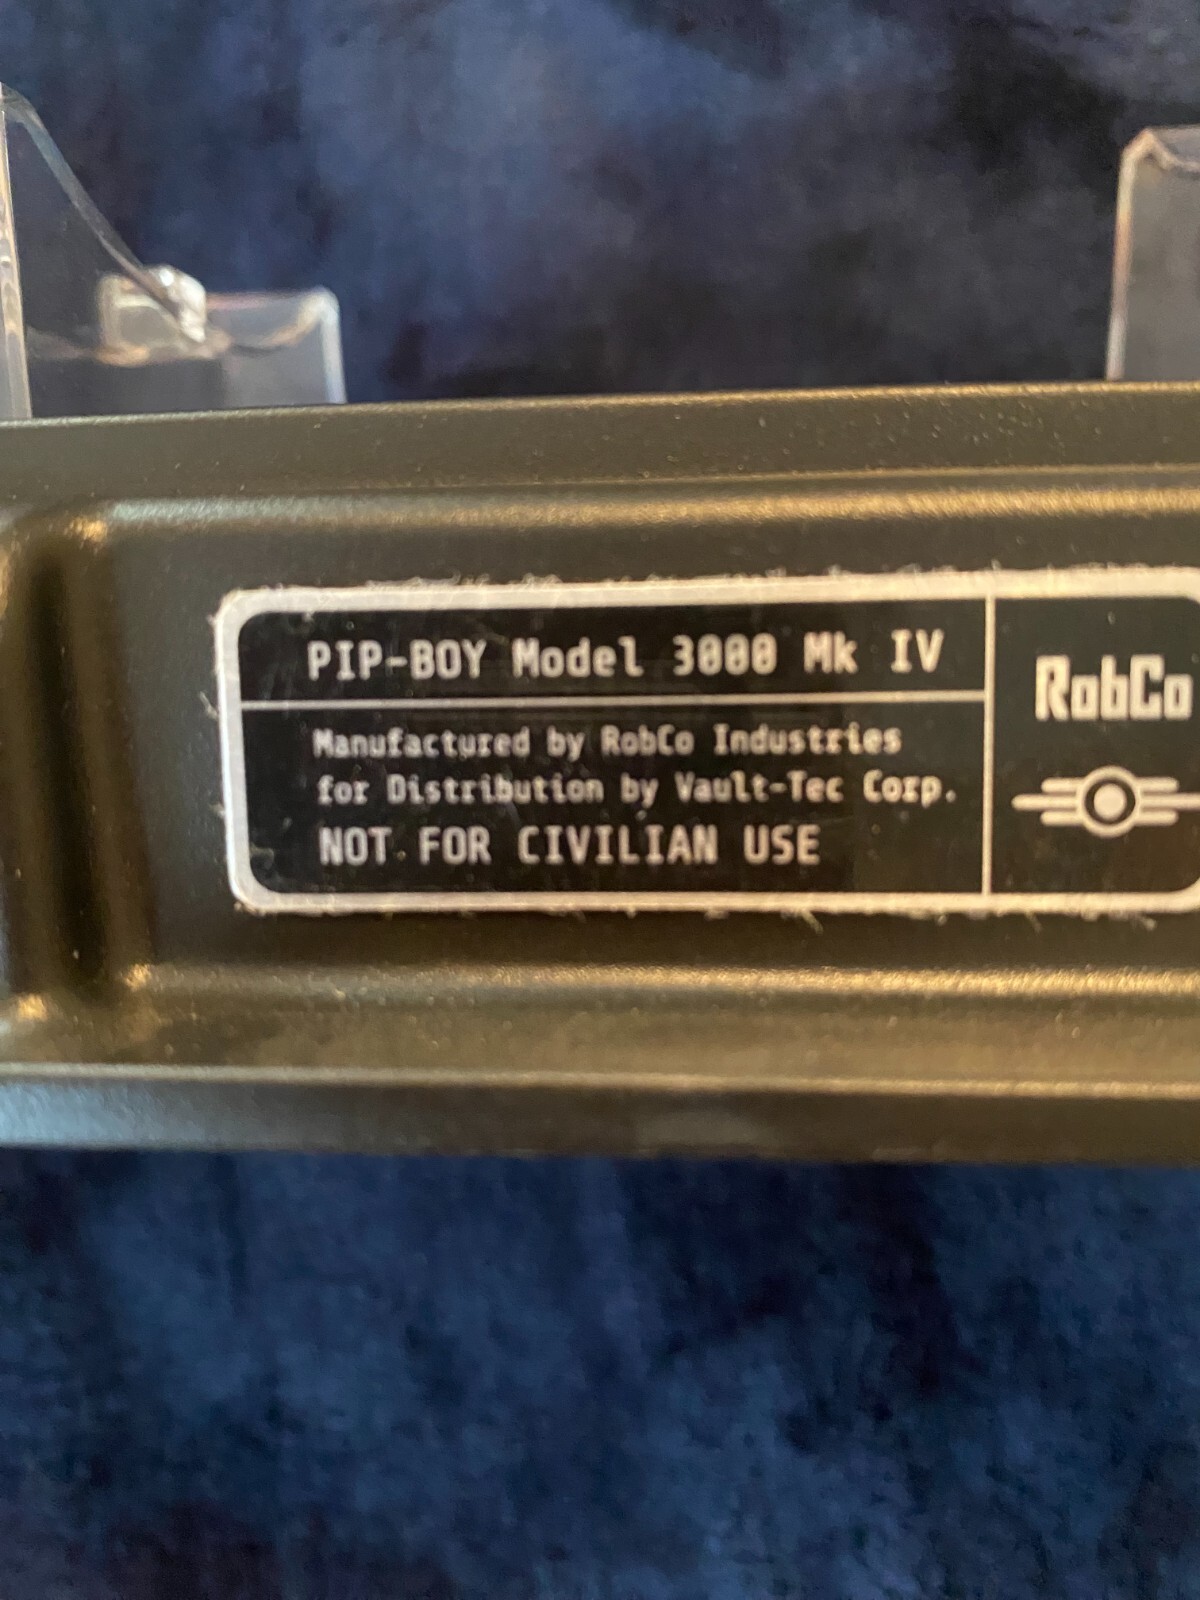 PIP-BOY Model 3000 Mk IV
Manufactured by RobCo Industries
for Distribution by Vault-Tec Corp.
NOT FOR CIVILIAN USE
RobCo